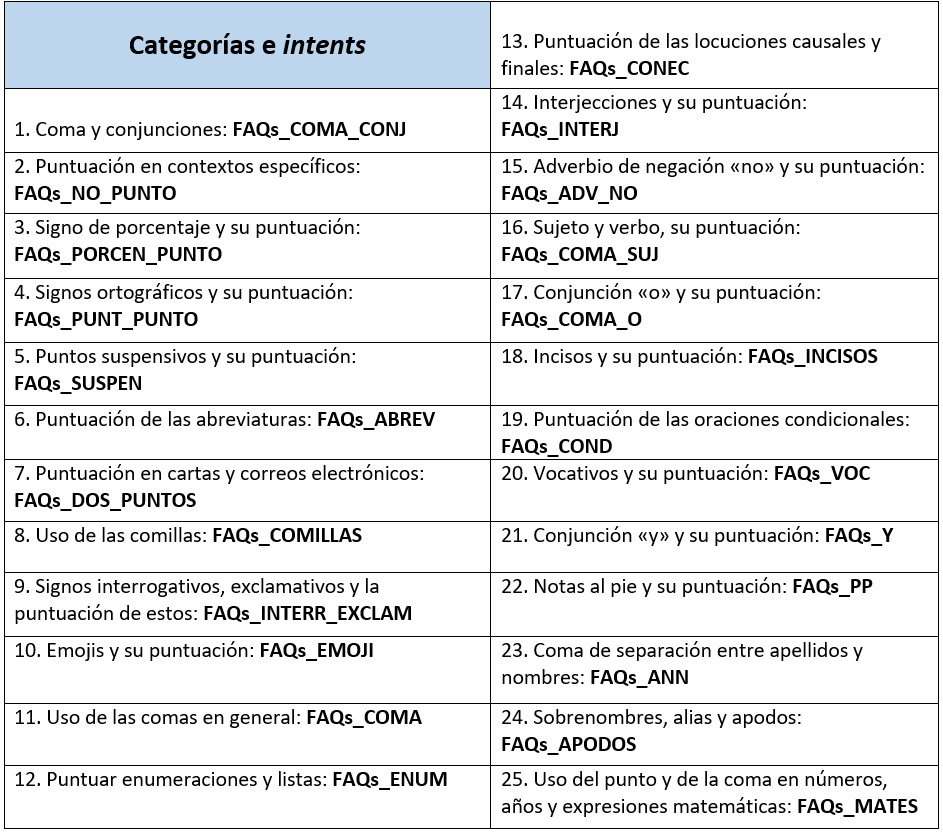 Categorías e intents
1. Coma y conjunciones: FAQs_COMA_CONJ
2. Puntuación en contextos específicos:
FAQs_NO_PUNTO
3. Signo de porcentaje y su puntuación:
FAQs_PORCEN_PUNTO
4. Signos ortográficos y su puntuación:
FAQs_PUNT_PUNTO
5. Puntos suspensivos y su puntuación:
FAQs_SUSPEN
6. Puntuación de las abreviaturas: FAQs_ABREV
7. Puntuación en cartas y correos electrónicos:
FAQs_DOS_PUNTOS
8. Uso de las comillas: FAQs_COMILLAS
9. Signos interrogativos, exclamativos y la
puntuación de estos: FAQs_INTERR_EXCLAM
10. Emojis y su puntuación: FAQs_EMOJI
11. Uso de las comas en general: FAQs_COMA
12. Puntuar enumeraciones y listas: FAQs_ENUM
13. Puntuación de las locuciones causales y
finales: FAQs_CONEC
14. Interjecciones y su puntuación:
FAQs_INTERJ
15. Adverbio de negación «no» y su puntuación:
FAQs_ADV_NO
16. Sujeto y verbo, su puntuación:
FAQs_COMA_SUJ
17. Conjunción «o» y su puntuación:
FAQs_COMA_O
18. Incisos y su puntuación: FAQs_INCISOS
19. Puntuación de las oraciones condicionales:
FAQs_COND
20. Vocativos y su puntuación: FAQs_VOC
21. Conjunción «y» y su puntuación: FAQs_Y
22. Notas al pie y su puntuación: FAQs_PP
23. Coma de separación entre apellidos y
nombres: FAQs_ANN
24. Sobrenombres, alias y apodos:
FAQs_APODOS
25. Uso del punto y de la coma en números,
años y expresiones matemáticas: FAQs_MATES